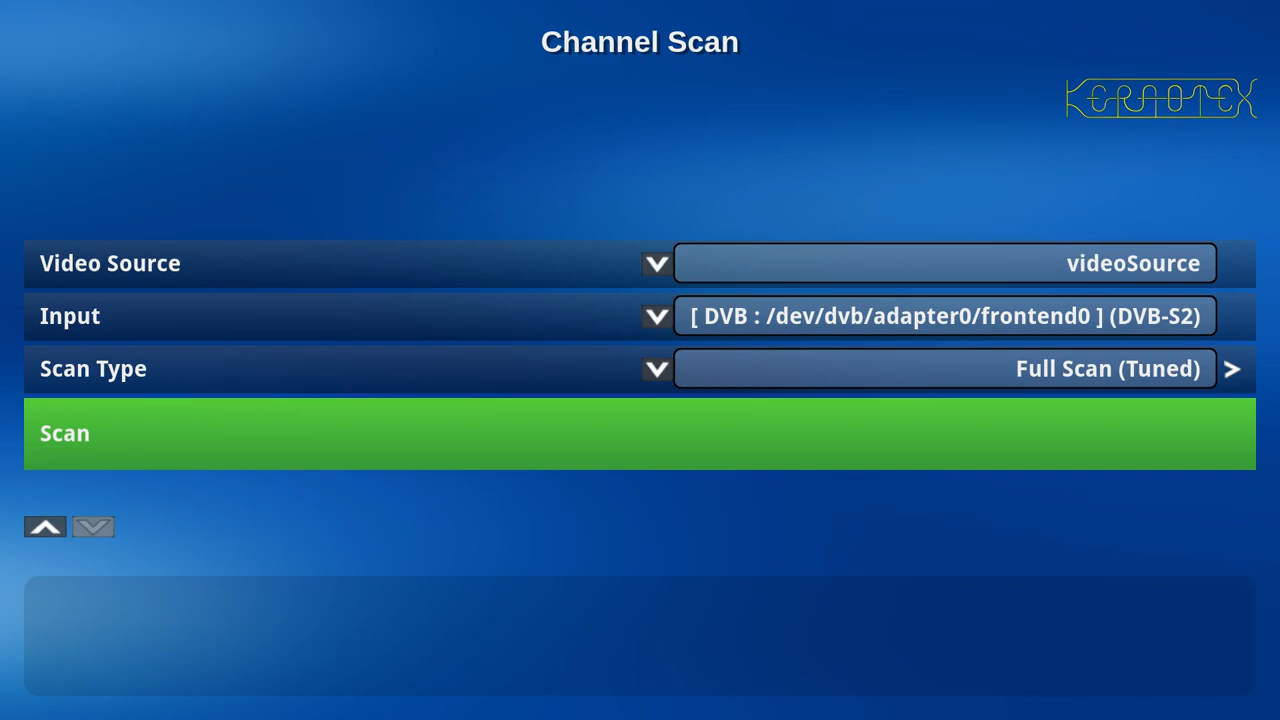 Channel Scan
KERAOTEX
Video Source videoSource
Input [ DVB : /dev/dvb/adapter0/frontend0 ] (DVB-S2)
Scan Type Full Scan (Tuned) >
Scan